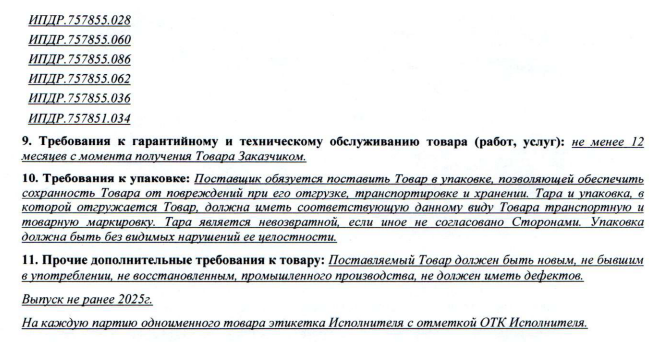 ИПДР.757855.028
ИПДР.757855.060
ИПДР.757855.086
ИПДР.757855.062
ИПДР.757855.036
ИПДР.757851.034
9. Требования к гарантийному и техническому обслуживанию товара (работ, услуг): не менее 12
месяцев с момента получения Товара Заказчиком.
10. Требования к упаковке: Поставщик обязуется поставить Товар в упаковке, позволяющей обеспечить
сохранность Товара от повреждений при его отгрузке, транспортировке и хранении. Тара и упаковка, в
которой отгружается Товар, должна иметь соответствующую данному виду Товара транспортную и
товарную маркировку. Тара является невозвратной, если иное не согласовано Сторонами. Упаковка
должна быть без видимых нарушений ее целостности.
11. Прочие дополнительные требования к товару: Поставляемый Товар должен быть новым, не бывшим
в употреблении, не восстановленным, промышленного производства, не должен иметь дефектов.
Выпуск не ранее 2025г.
На каждую партию одноименного товара этикетка Исполнителя с отметкой ОТК Исполнителя.